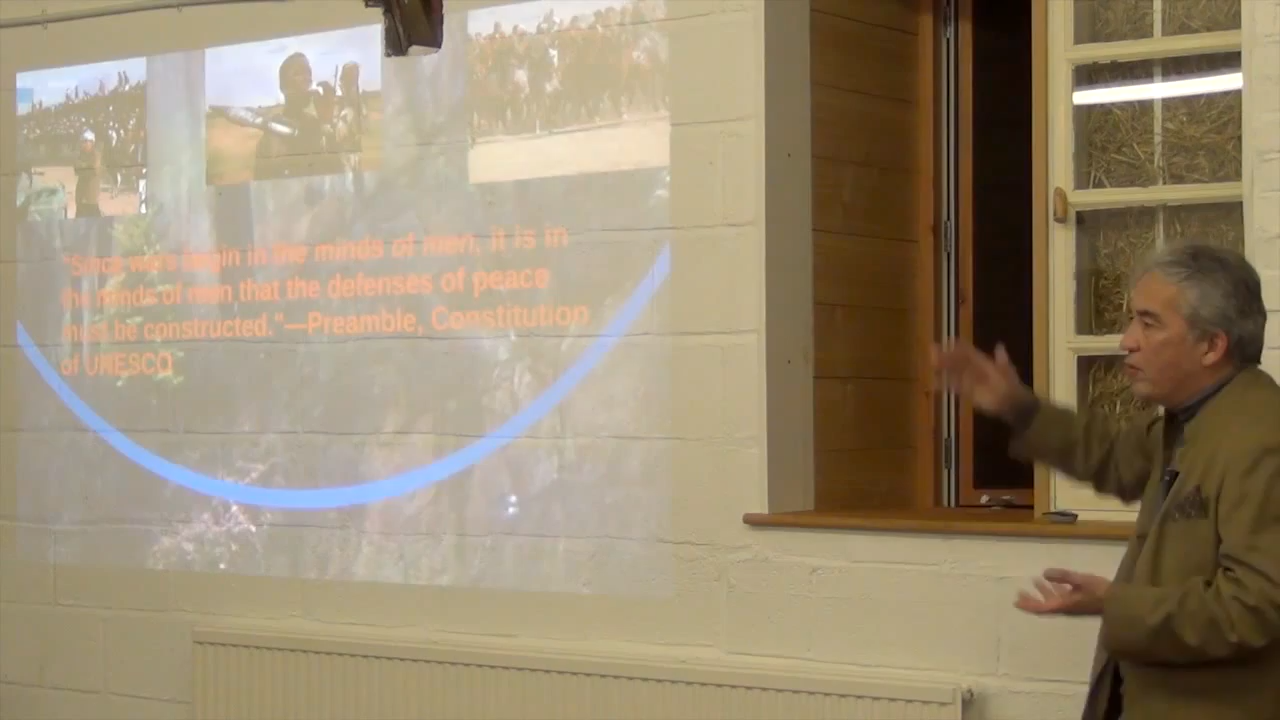 "Since wars begin in the minds of men, it is in
the minds of men that the defenses of peace
must be constructed."—Preamble, Constitution
of UNESCO